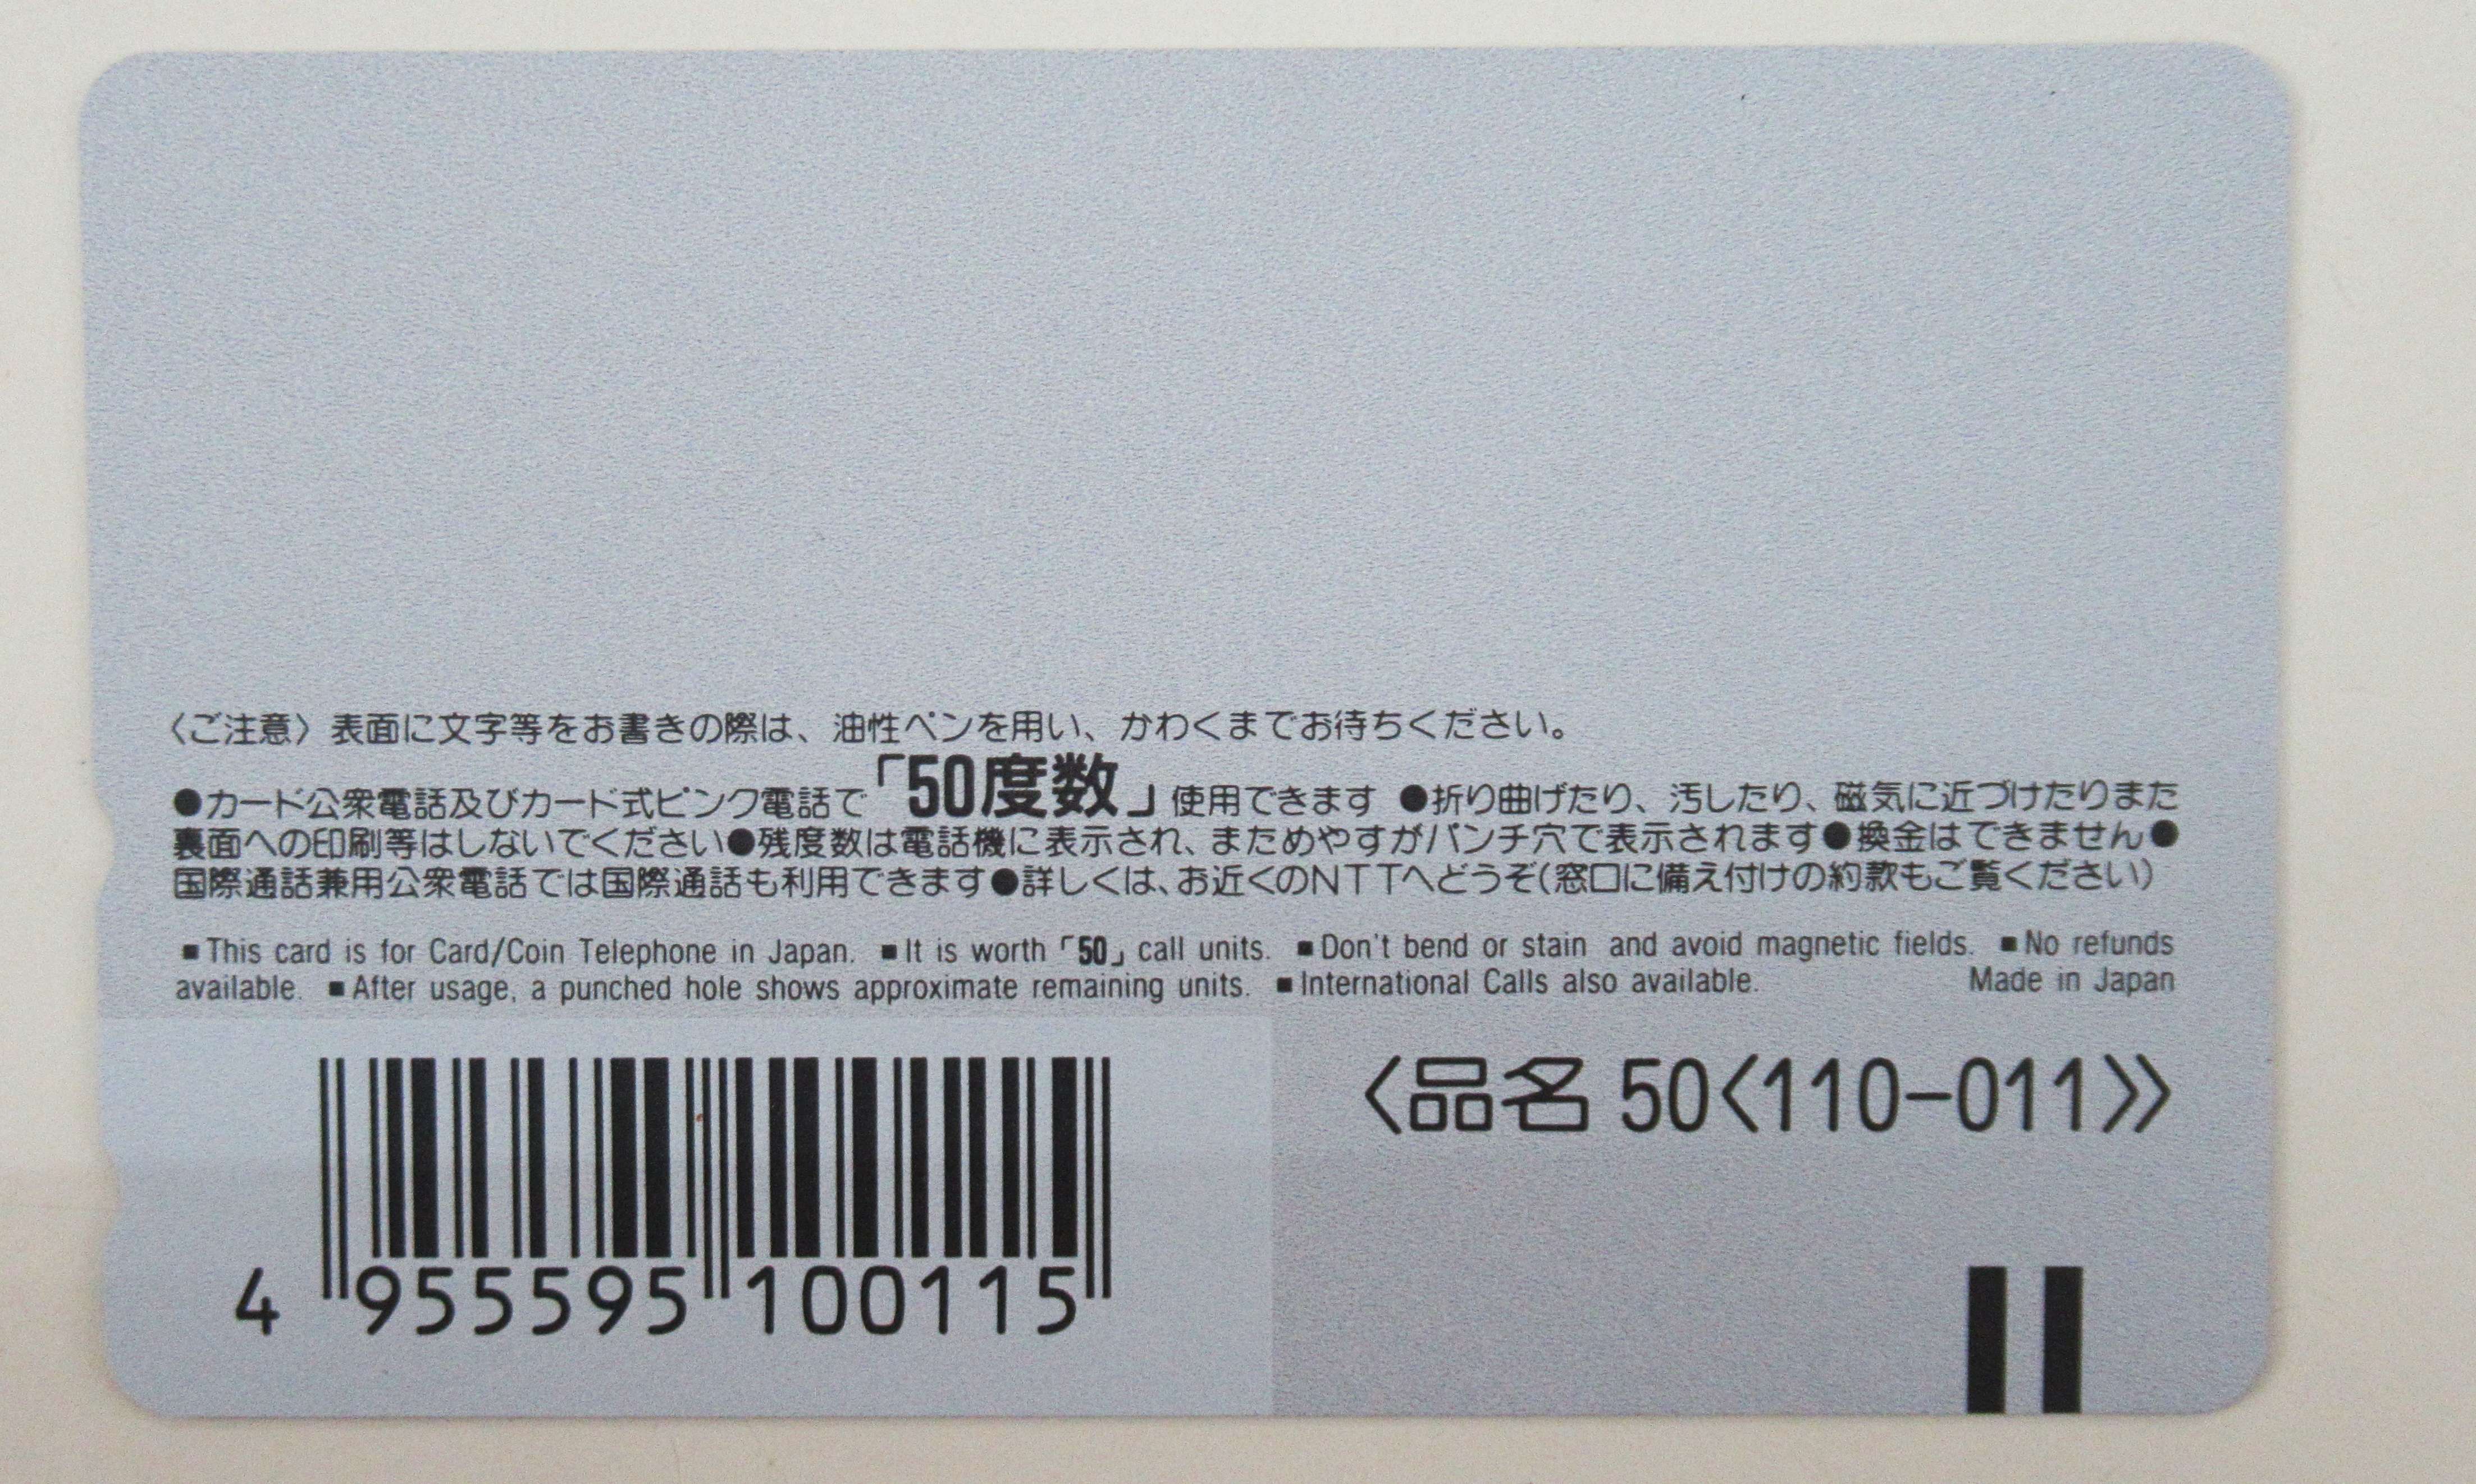 〈ご注意〉表面に文字等をお書きの際は、油性ペンを用い、かわくまでお待ちください。
●カード公衆電話及びカード式ピンク電話で「50度数」使用できます ●折り曲げたり、汚したり、磁気に近づけたりまた
裏面への印刷等はしないでください●残度数は電話機に表示され、まためやすがパンチ穴で表示されます●換金はできません●
国際通話兼用公衆電話では国際通話も利用できます●詳しくは、お近くのNTTへどうぞ(窓口に備え付けの約款もご覧ください)
■This card is for Card/Coin Telephone in Japan. ■It is worth「50」call units. ■Don't bend or stain and avoid magnetic fields. ■No refunds
available. ■After usage, a punched hole shows approximate remaining units. ■International Calls also available. Made in Japan
〈品名 50〈110-011〉〉
4 955595 100115